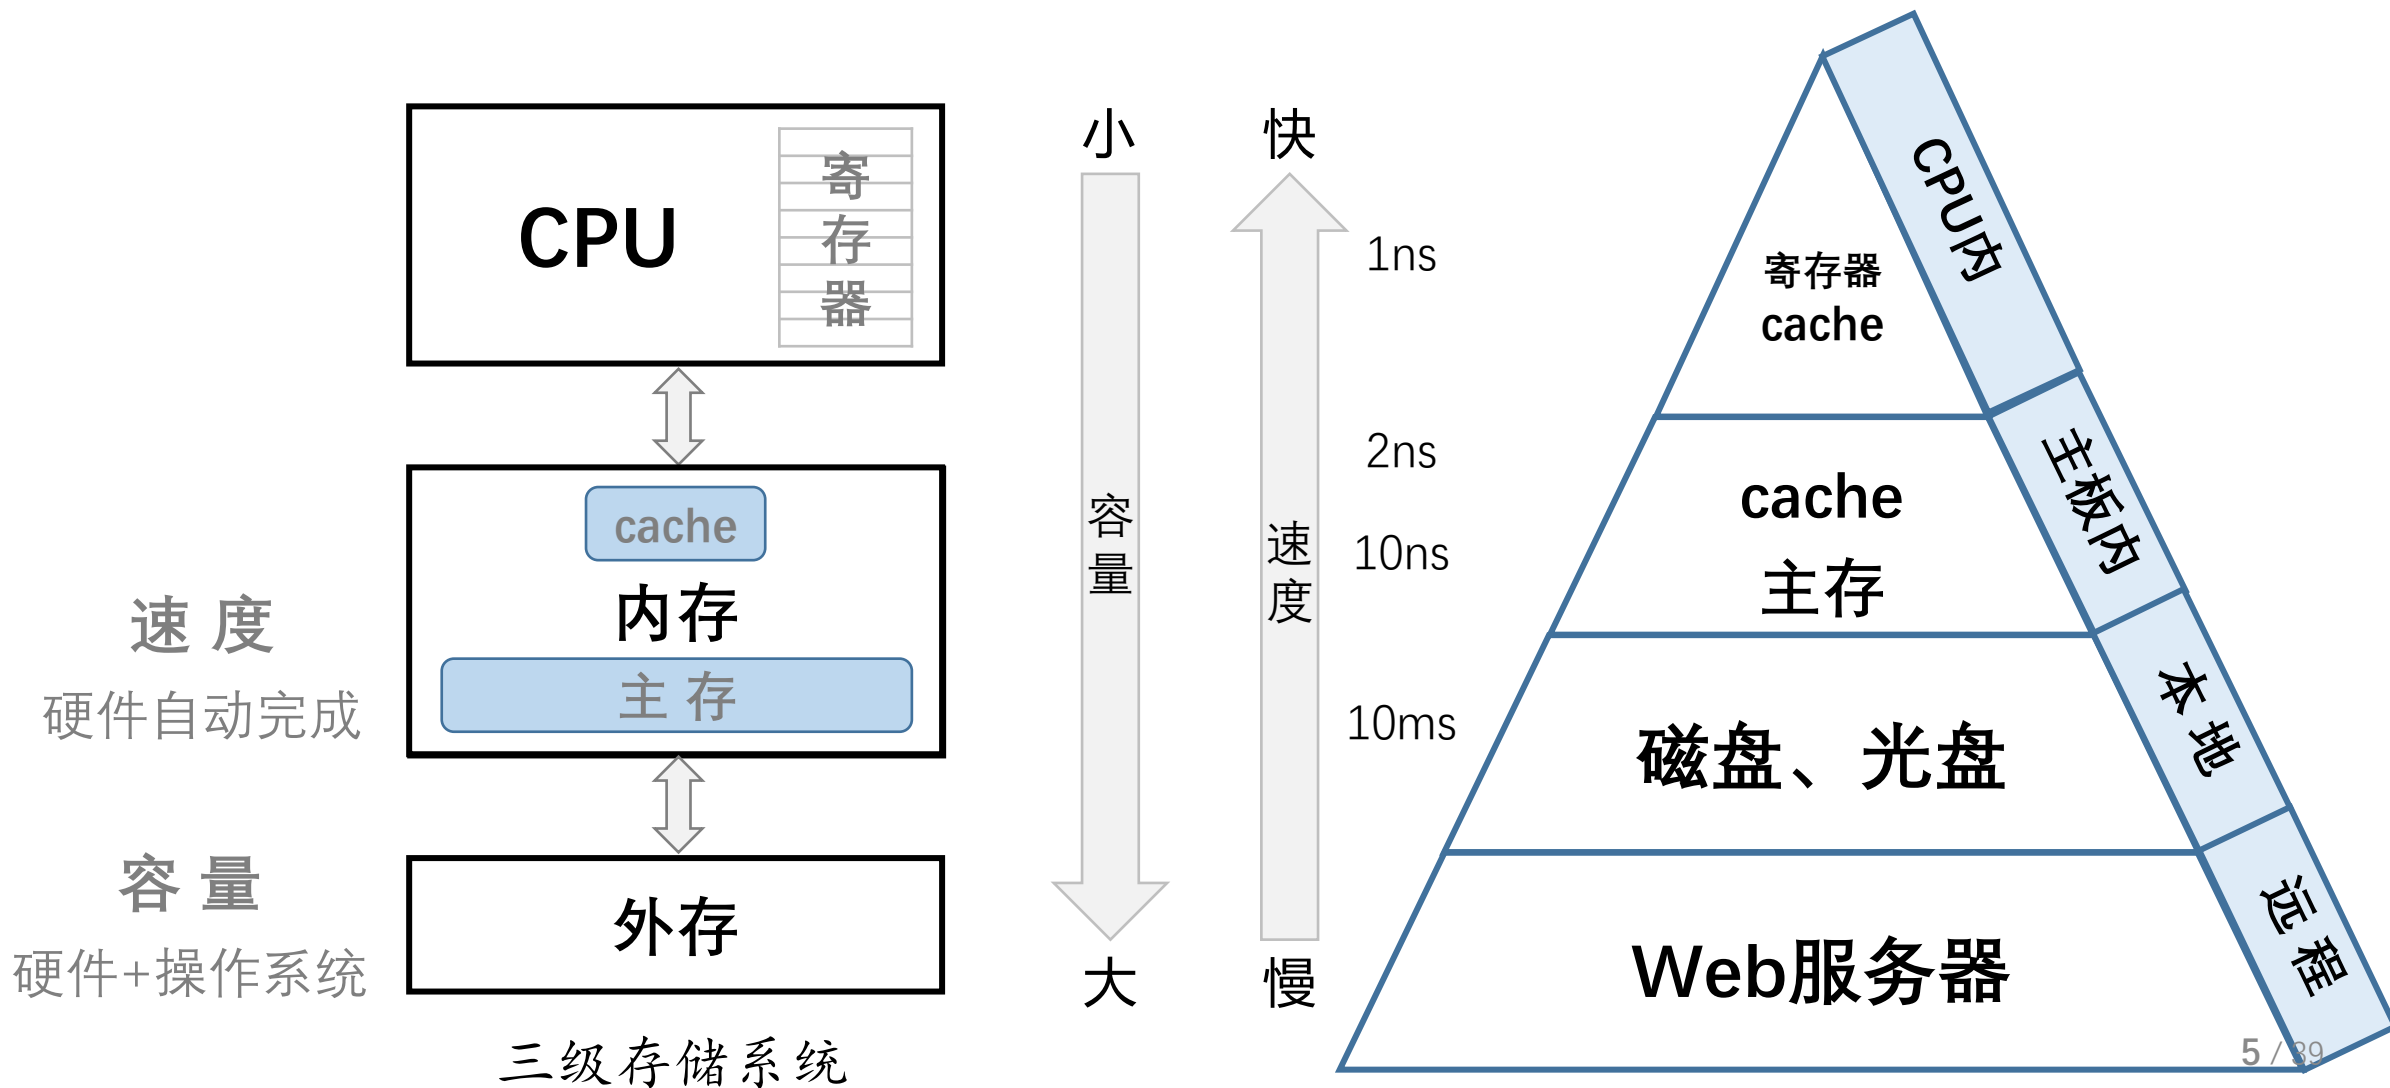 CPU
寄存器
cache
内存
主存
速度
硬件自动完成
容量
硬件+操作系统
外存
三级存储系统
小
容量
大
快
速度
慢
1ns
2ns
10ns
10ms
寄存器
cache
cache
主存
磁盘、光盘
Web服务器
CPU内
主板内
本地
远程
5 / 39